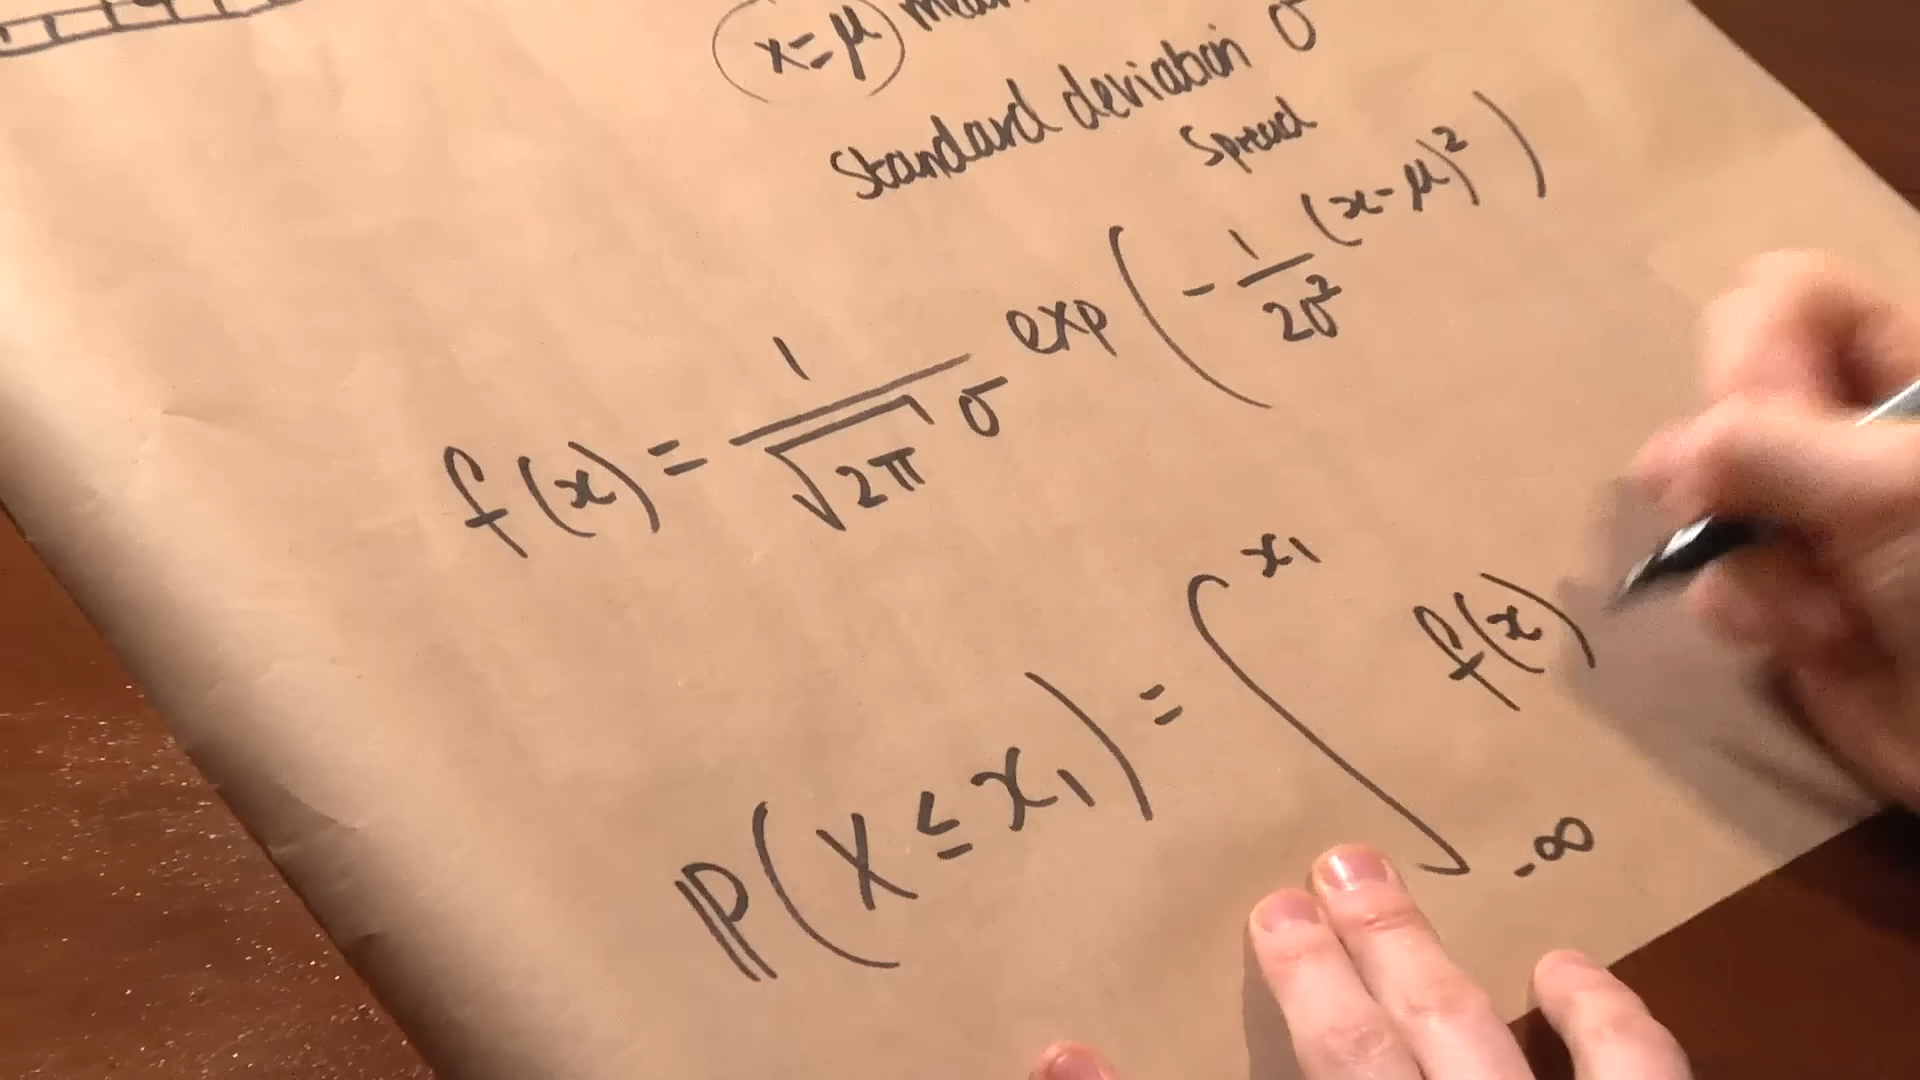 x=μ
standard deviation σ
spread
f(x) = 1/√2π σ exp(-1/2σ² (x-μ)²)
ℙ(X ≤ x₁) = ∫ x₁ -∞ f(x)